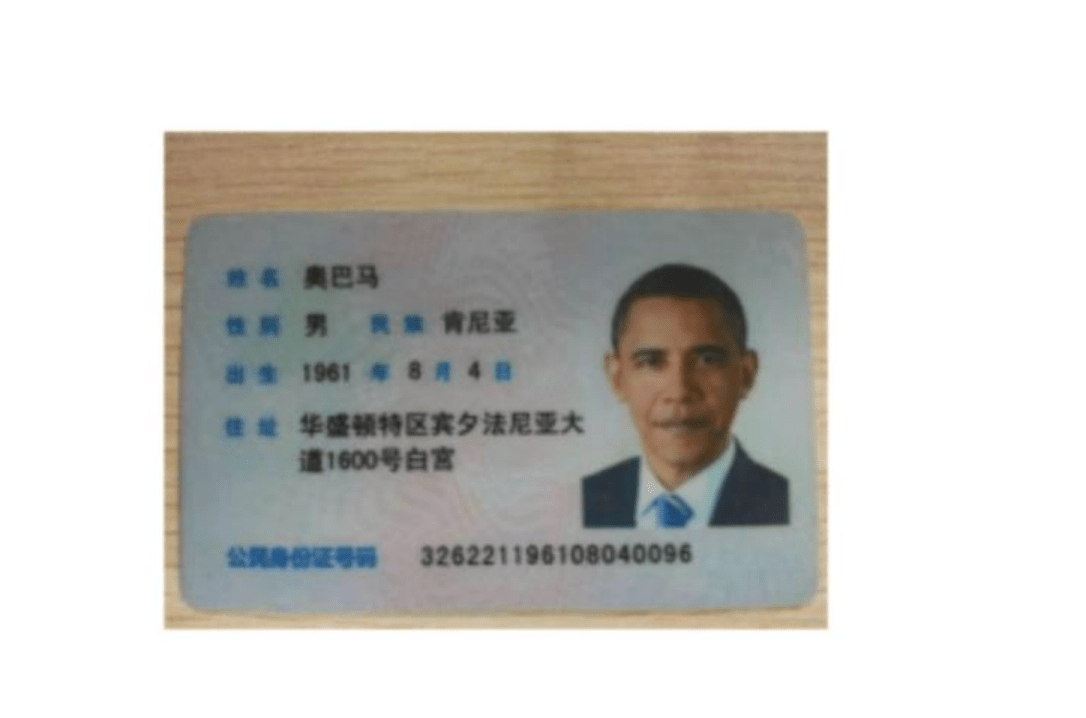 姓名 奥巴马
性别 男 民族 肯尼亚
出生 1961 年 8 月 4 日
住址 华盛顿特区宾夕法尼亚大
道1600号白宫
公民身份证号码 326221196108040096